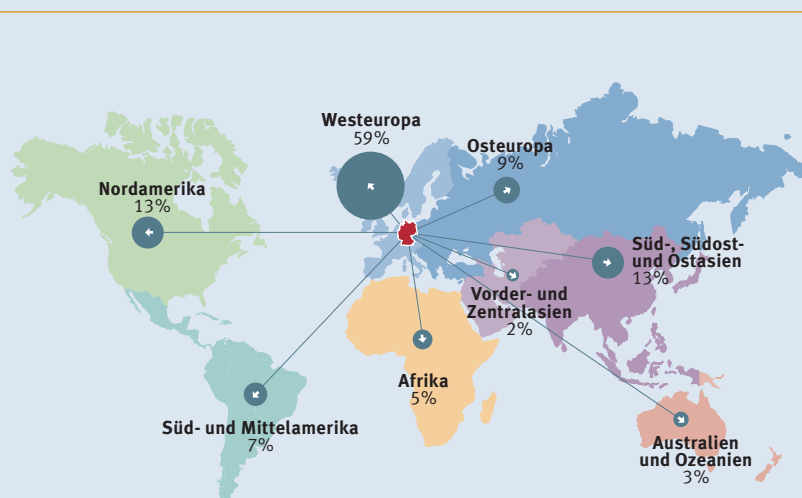 Westeuropa
59%
Osteuropa
9%
Nordamerika
13%
Süd-, Südost-
und Ostasien
13%
Vorder- und
Zentralasien
2%
Afrika
5%
Süd- und Mittelamerika
7%
Australien
und Ozeanien
3%